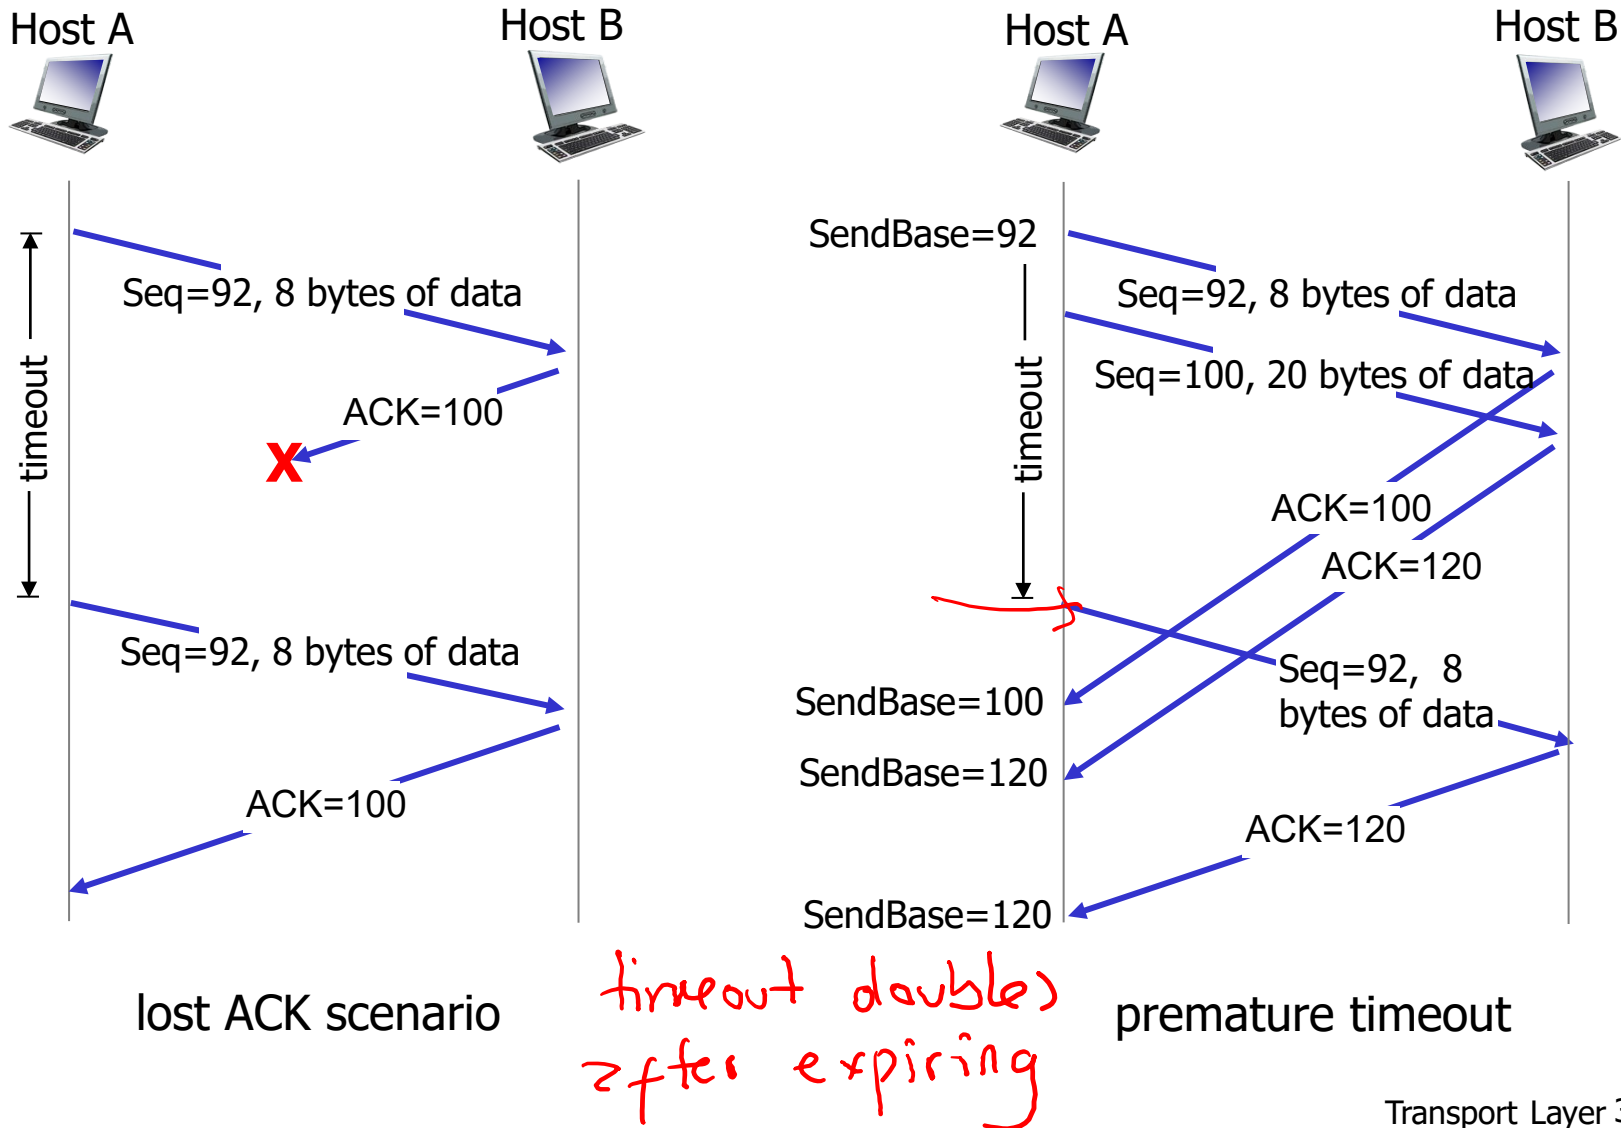 Host A
Host B
timeout
Seq=92, 8 bytes of data
ACK=100
X
Seq=92, 8 bytes of data
ACK=100
lost ACK scenario
Host A
Host B
SendBase=92
timeout
Seq=92, 8 bytes of data
Seq=100, 20 bytes of data
ACK=100
ACK=120
Seq=92, 8
bytes of data
SendBase=100
SendBase=120
ACK=120
SendBase=120
premature timeout
timeout doubles
after expiring
Transport Layer 3